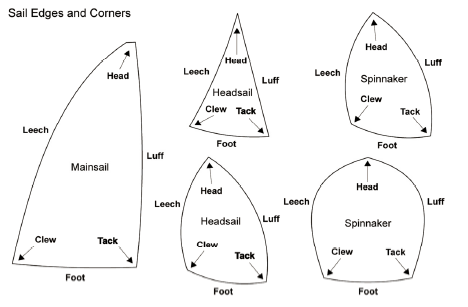 Sail Edges and Corners
Head
Leech
Mainsail
Luff
Clew
Tack
Foot
Head
Leech
Luff
Headsail
Clew
Tack
Foot
Head
Leech
Luff
Spinnaker
Clew
Tack
Foot
Head
Leech
Luff
Headsail
Clew
Tack
Foot
Head
Leech
Luff
Spinnaker
Clew
Tack
Foot